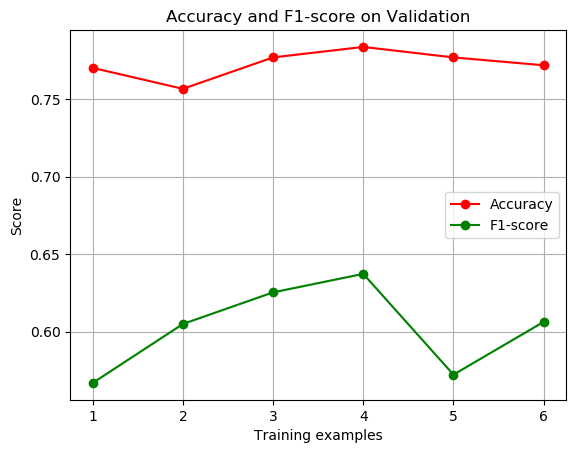 Accuracy and F1-score on Validation
Score
0.75
0.70
0.65
0.60
Accuracy
F1-score
1 2 3 4 5 6
Training examples